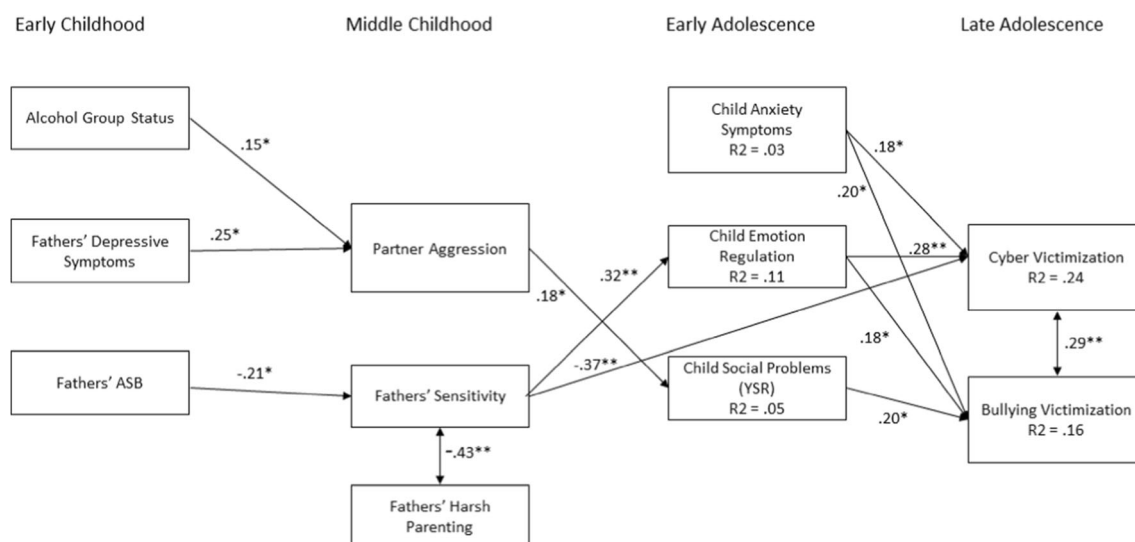 Early Childhood
Middle Childhood
Early Adolescence
Late Adolescence
Alcohol Group Status
.15*
Fathers' Depressive
Symptoms
.25*
Fathers' ASB
-.21*
Partner Aggression
.18*
Fathers' Sensitivity
.32**
-.37**
-.43**
Fathers' Harsh
Parenting
Child Anxiety
Symptoms
R2 = .03
.18*
.20*
Child Emotion
Regulation
R2 = .11
.28**
.18*
Child Social Problems
(YSR)
R2 = .05
.20*
Cyber Victimization
R2 = .24
.29**
Bullying Victimization
R2 = .16